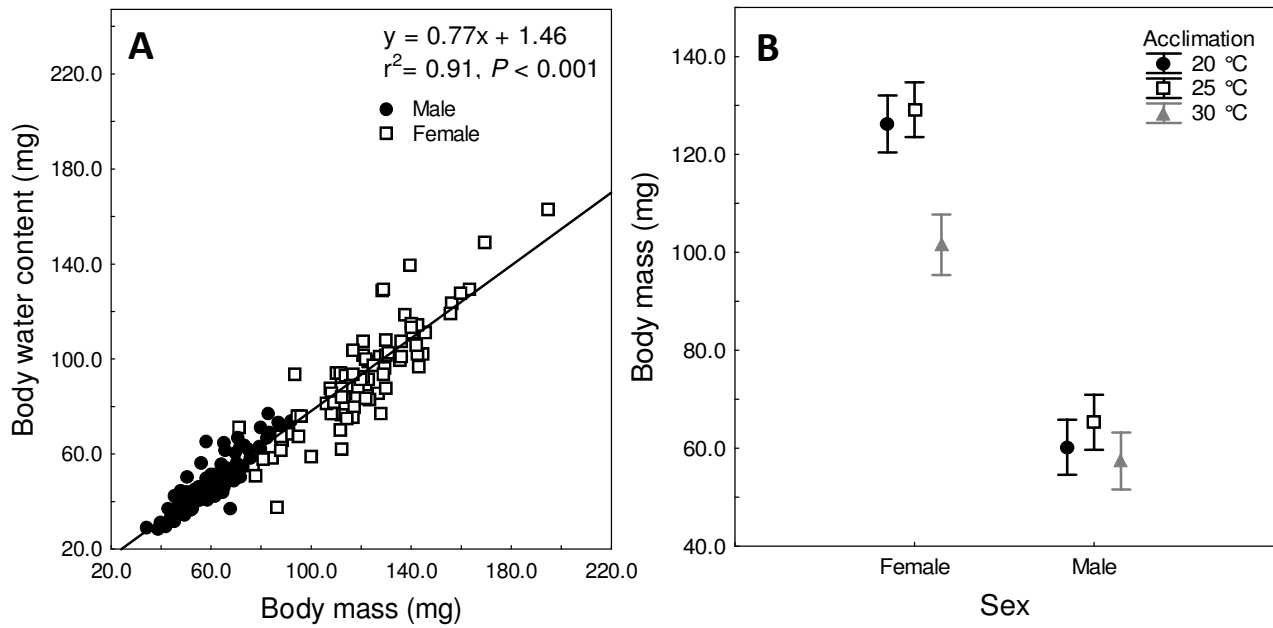 A
y = 0.77x + 1.46
r²= 0.91, P < 0.001
Male
Female
220.0
180.0
140.0
100.0
60.0
20.0
Body water content (mg)
20.0 60.0 100.0 140.0 180.0 220.0
Body mass (mg)
B
Acclimation
20 °C
25 °C
30 °C
140.0
120.0
100.0
80.0
60.0
40.0
Body mass (mg)
Female Male
Sex